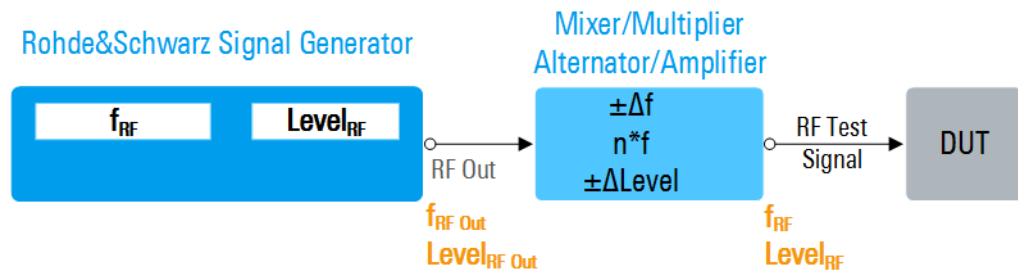 Rohde&Schwarz Signal Generator
Mixer/Multiplier
Alternator/Amplifier
fRF
LevelRF
RF Out
±Δf
n*f
±ΔLevel
RF Test
Signal
DUT
fRF Out
LevelRF Out
fRF
LevelRF